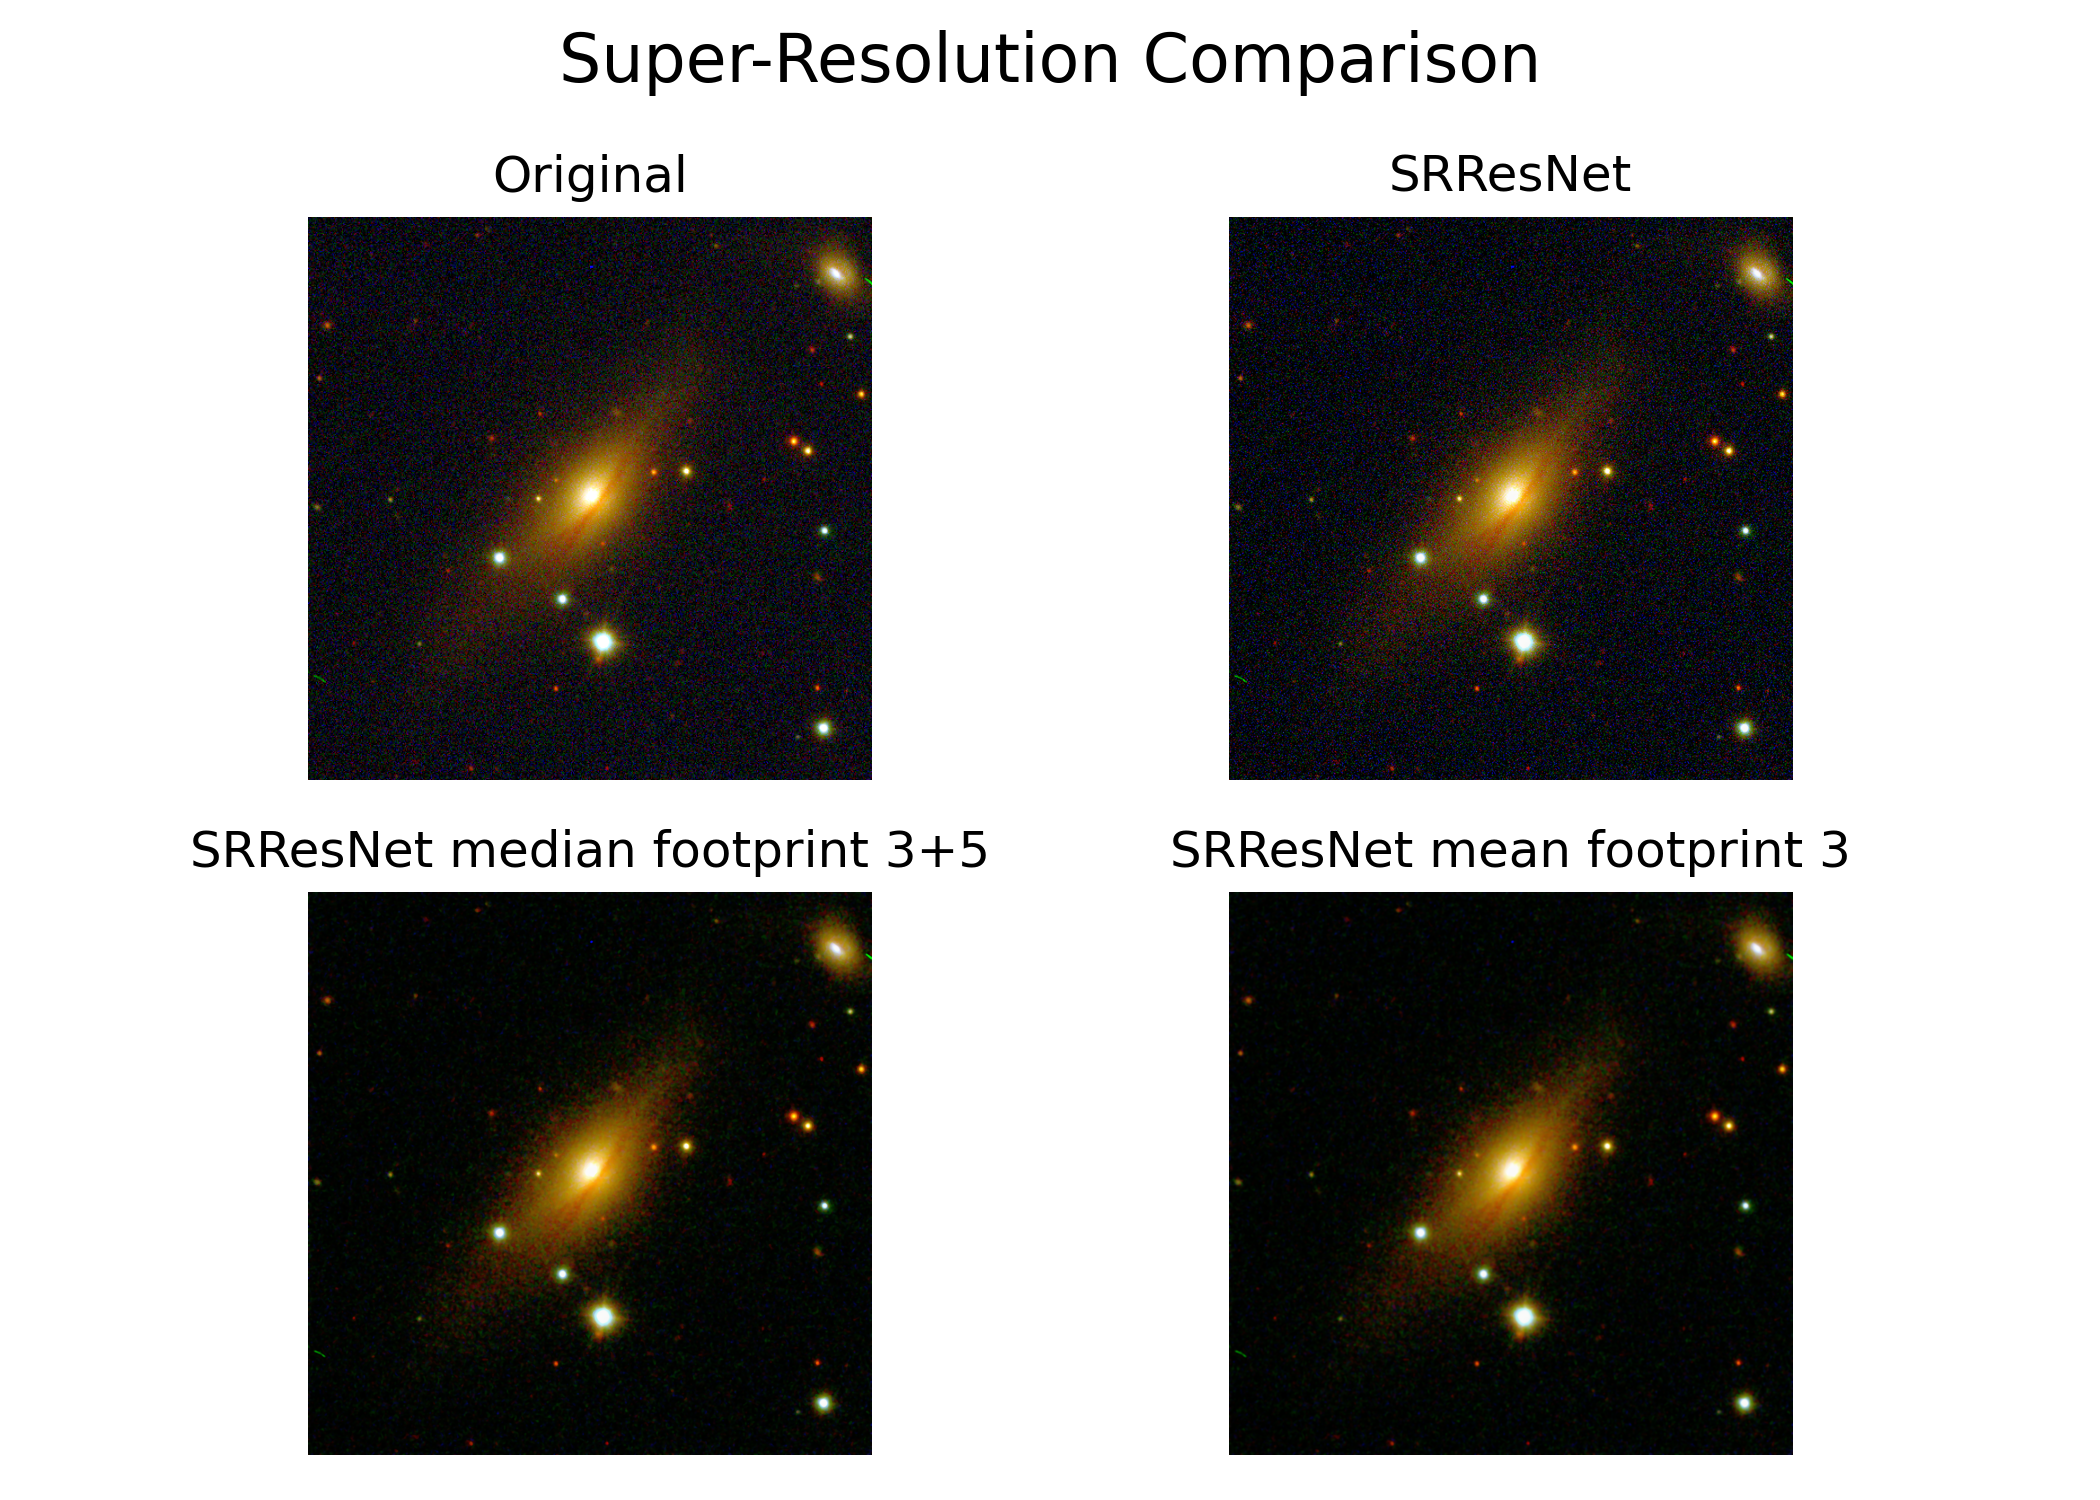 Super-Resolution Comparison
Original
SRResNet
SRResNet median footprint 3+5
SRResNet mean footprint 3